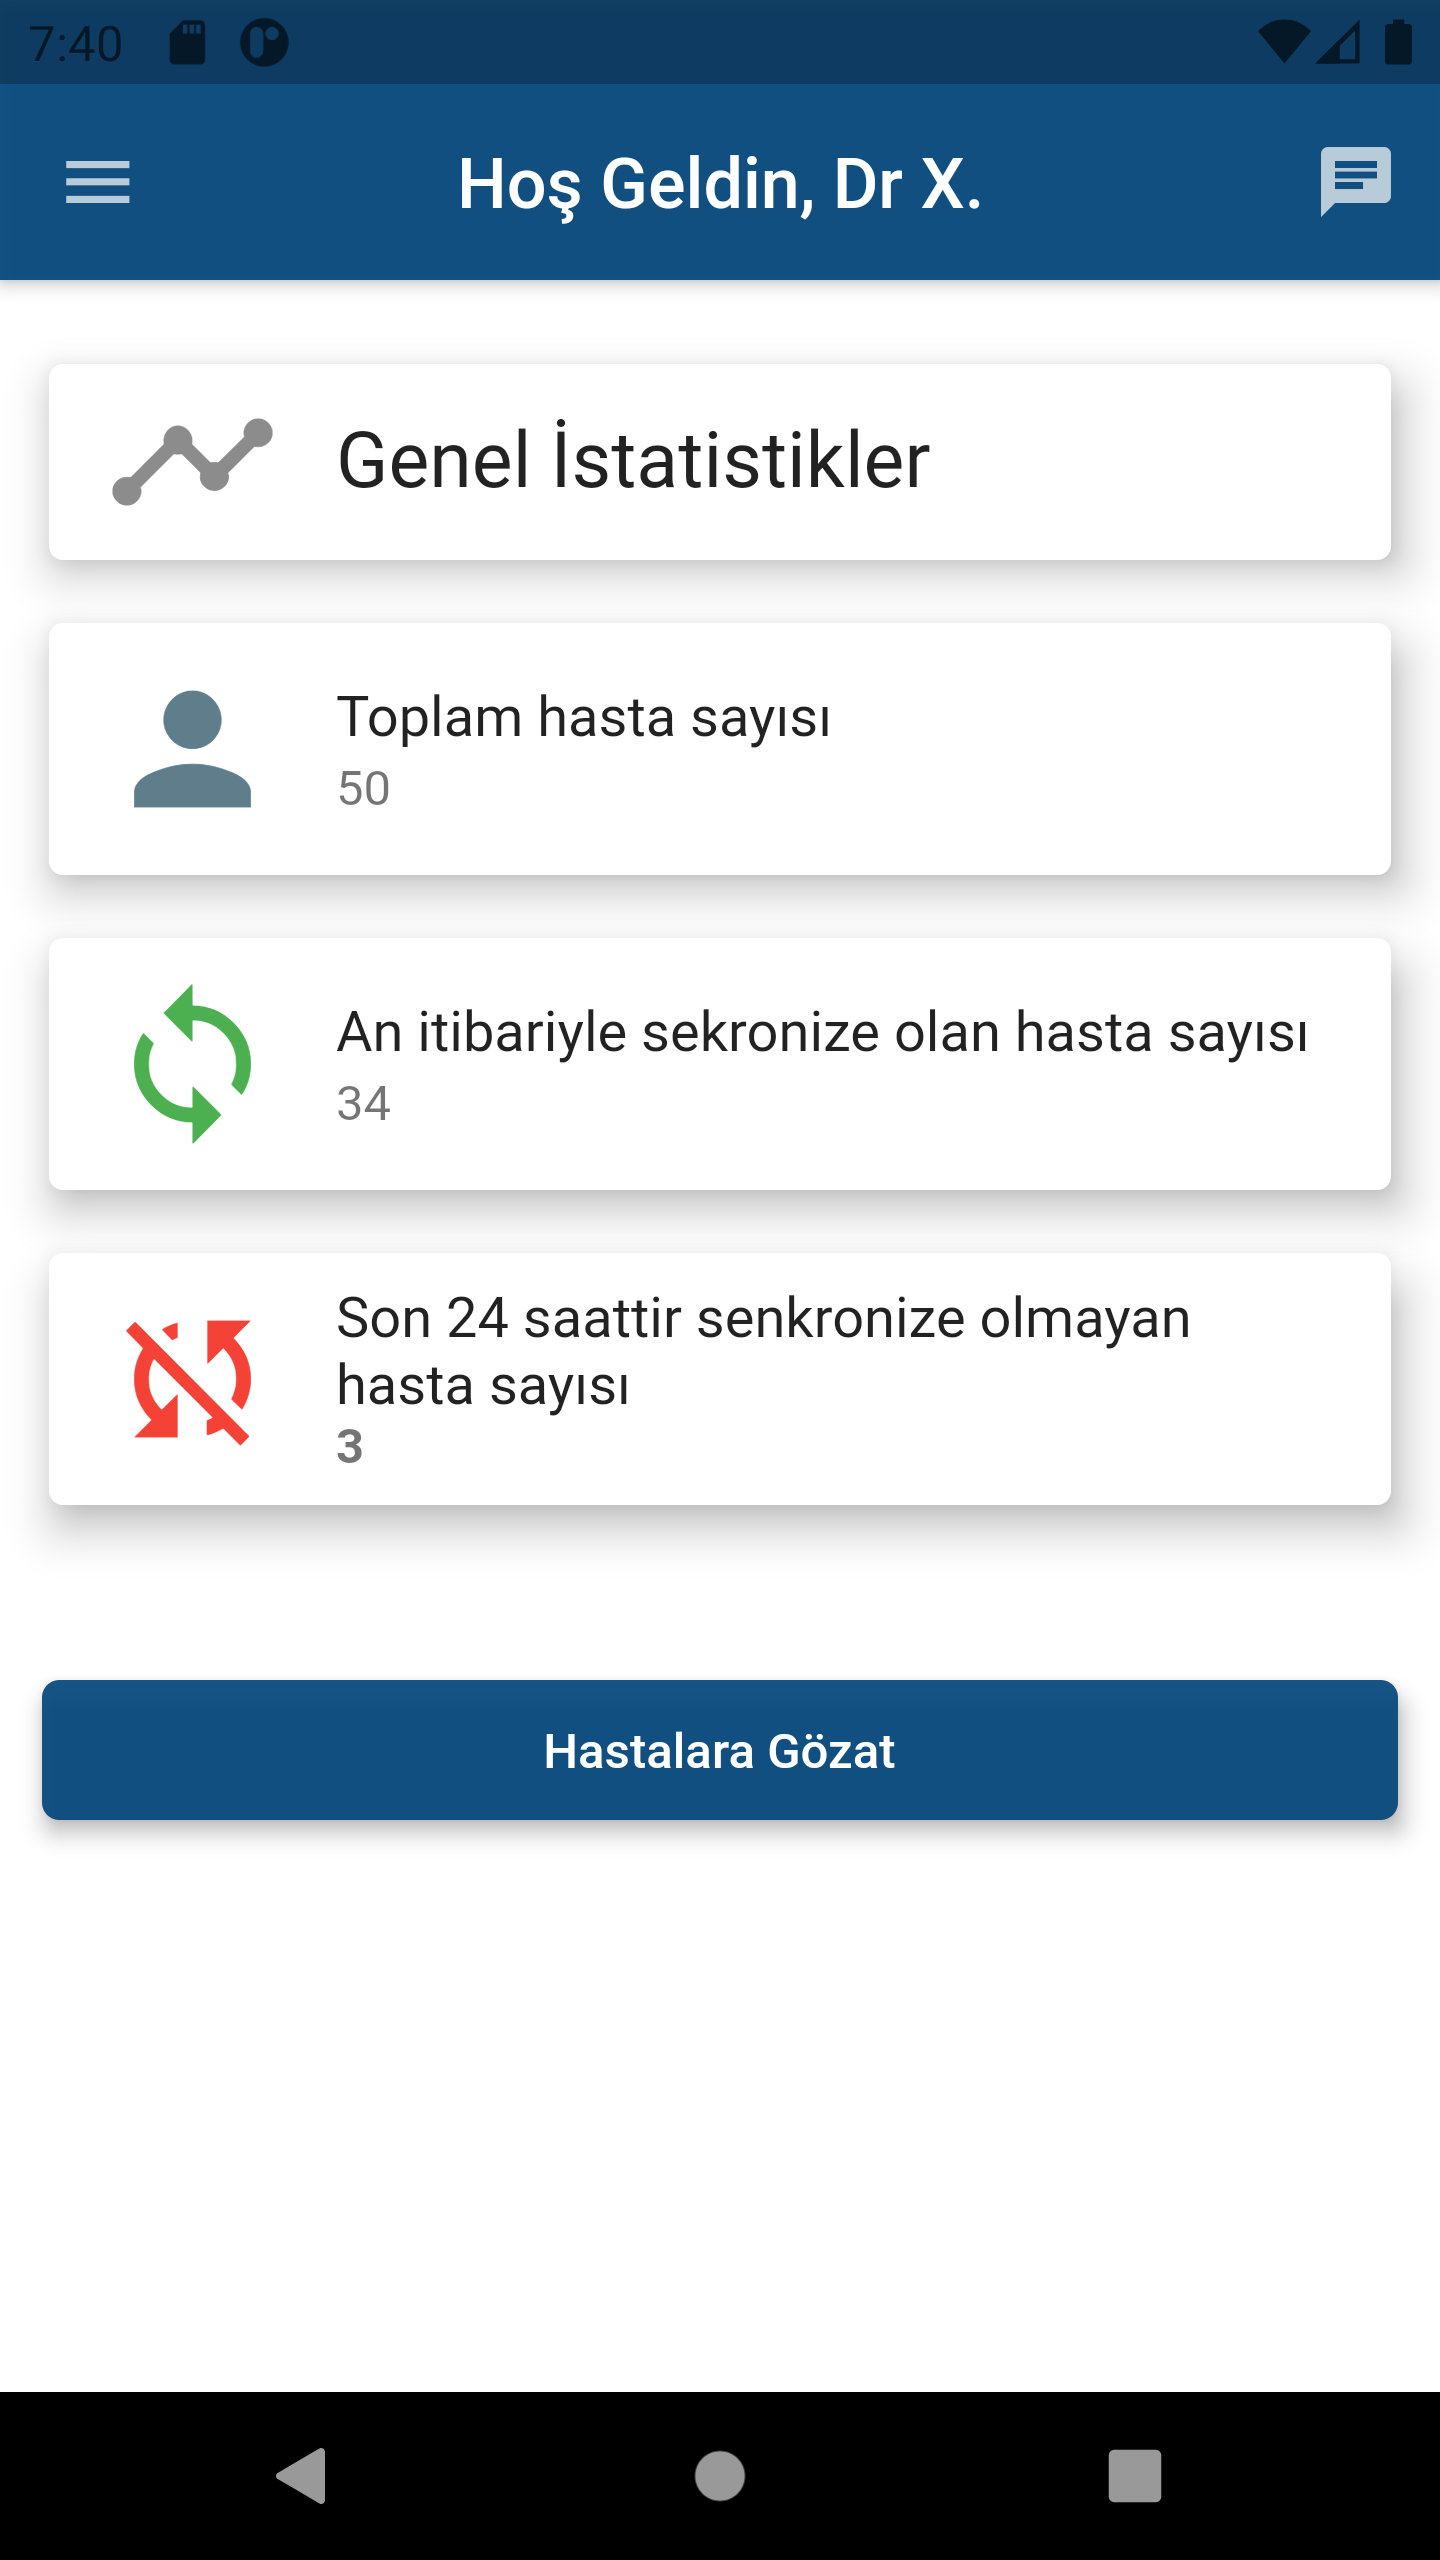 7:40
Hoş Geldin, Dr X.
Genel İstatistikler
Toplam hasta sayısı
50
An itibariyle sekronize olan hasta sayısı
34
Son 24 saattir senkronize olmayan
hasta sayısı
3
Hastalara Gözat